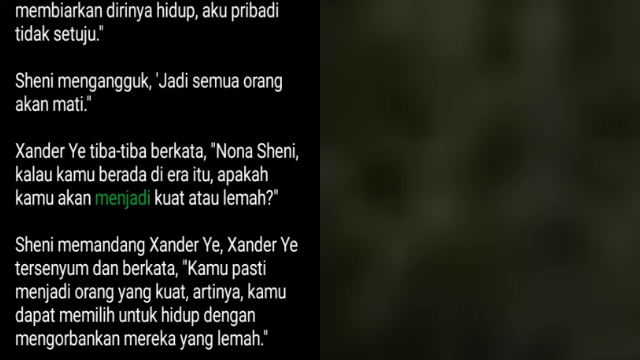 membiarkan dirinya hidup, aku pribadi
tidak setuju."
Sheni mengangguk, 'Jadi semua orang
akan mati."
Xander Ye tiba-tiba berkata, "Nona Sheni,
kalau kamu berada di era itu, apakah
kamu akan menjadi kuat atau lemah?"
Sheni memandang Xander Ye, Xander Ye
tersenyum dan berkata, "Kamu pasti
menjadi orang yang kuat, artinya, kamu
dapat memilih untuk hidup dengan
mengorbankan mereka yang lemah."